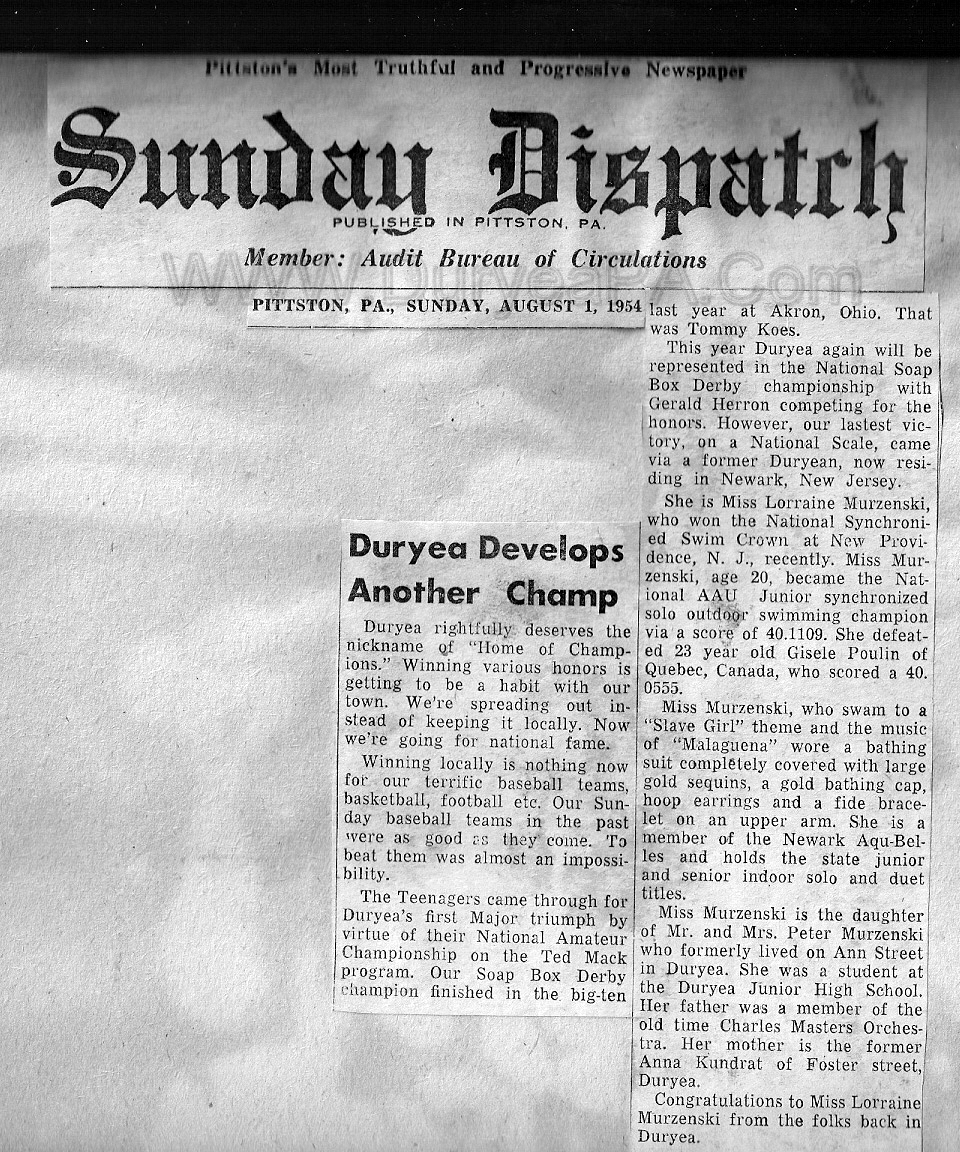 Pittston's Most Truthful and Progressive Newspaper
Sunday Dispatch
PUBLISHED IN PITTSTON, PA.
Member: Audit Bureau of Circulations
www.DuryeaPA.Com
PITTSTON, PA., SUNDAY, AUGUST 1, 1954
Duryea Develops
Another Champ
Duryea rightfully deserves the
nickname of "Home of Champ-
ions." Winning various honors is
getting to be a habit with our
town. We're spreading out in-
stead of keeping it locally. Now
we're going for national fame.
Winning locally is nothing now
for our terrific baseball teams,
basketball, football etc. Our Sun-
day baseball teams in the past
were as good as they come. To
beat them was almost an impossi-
bility.
The Teenagers came through for
Duryea's first Major triumph by
virtue of their National Amateur
Championship on the Ted Mack
program. Our Soap Box Derby
champion finished in the big-ten
last year at Akron, Ohio. That
was Tommy Koes.
This year Duryea again will be
represented in the National Soap
Box Derby championship with
Gerald Herron competing for the
honors. However, our lastest vic-
tory, on a National Scale, came
via a former Duryean, now resi-
ding in Newark, New Jersey.
She is Miss Lorraine Murzenski,
who won the National Synchroni-
ed Swim Crown at New Provi-
dence, N. J., recently. Miss Mur-
zenski, age 20, became the Nat-
ional AAU Junior synchronized
solo outdoor swimming champion
via a score of 40.1109. She defeat-
ed 23 year old Gisele Poulin of
Quebec, Canada, who scored a 40.
0555.
Miss Murzenski, who swam to a
"Slave Girl" theme and the music
of "Malaguena" wore a bathing
suit completely covered with large
gold sequins, a gold bathing cap,
hoop earrings and a fide brace-
let on an upper arm. She is a
member of the Newark Aqu-Bel-
les and holds the state junior
and senior indoor solo and duet
titles.
Miss Murzenski is the daughter
of Mr. and Mrs. Peter Murzenski
who formerly lived on Ann Street
in Duryea. She was a student at
the Duryea Junior High School.
Her father was a member of the
old time Charles Masters Orches-
tra. Her mother is the former
Anna Kundrat of Foster street,
Duryea.
Congratulations to Miss Lorraine
Murzenski from the folks back in
Duryea.